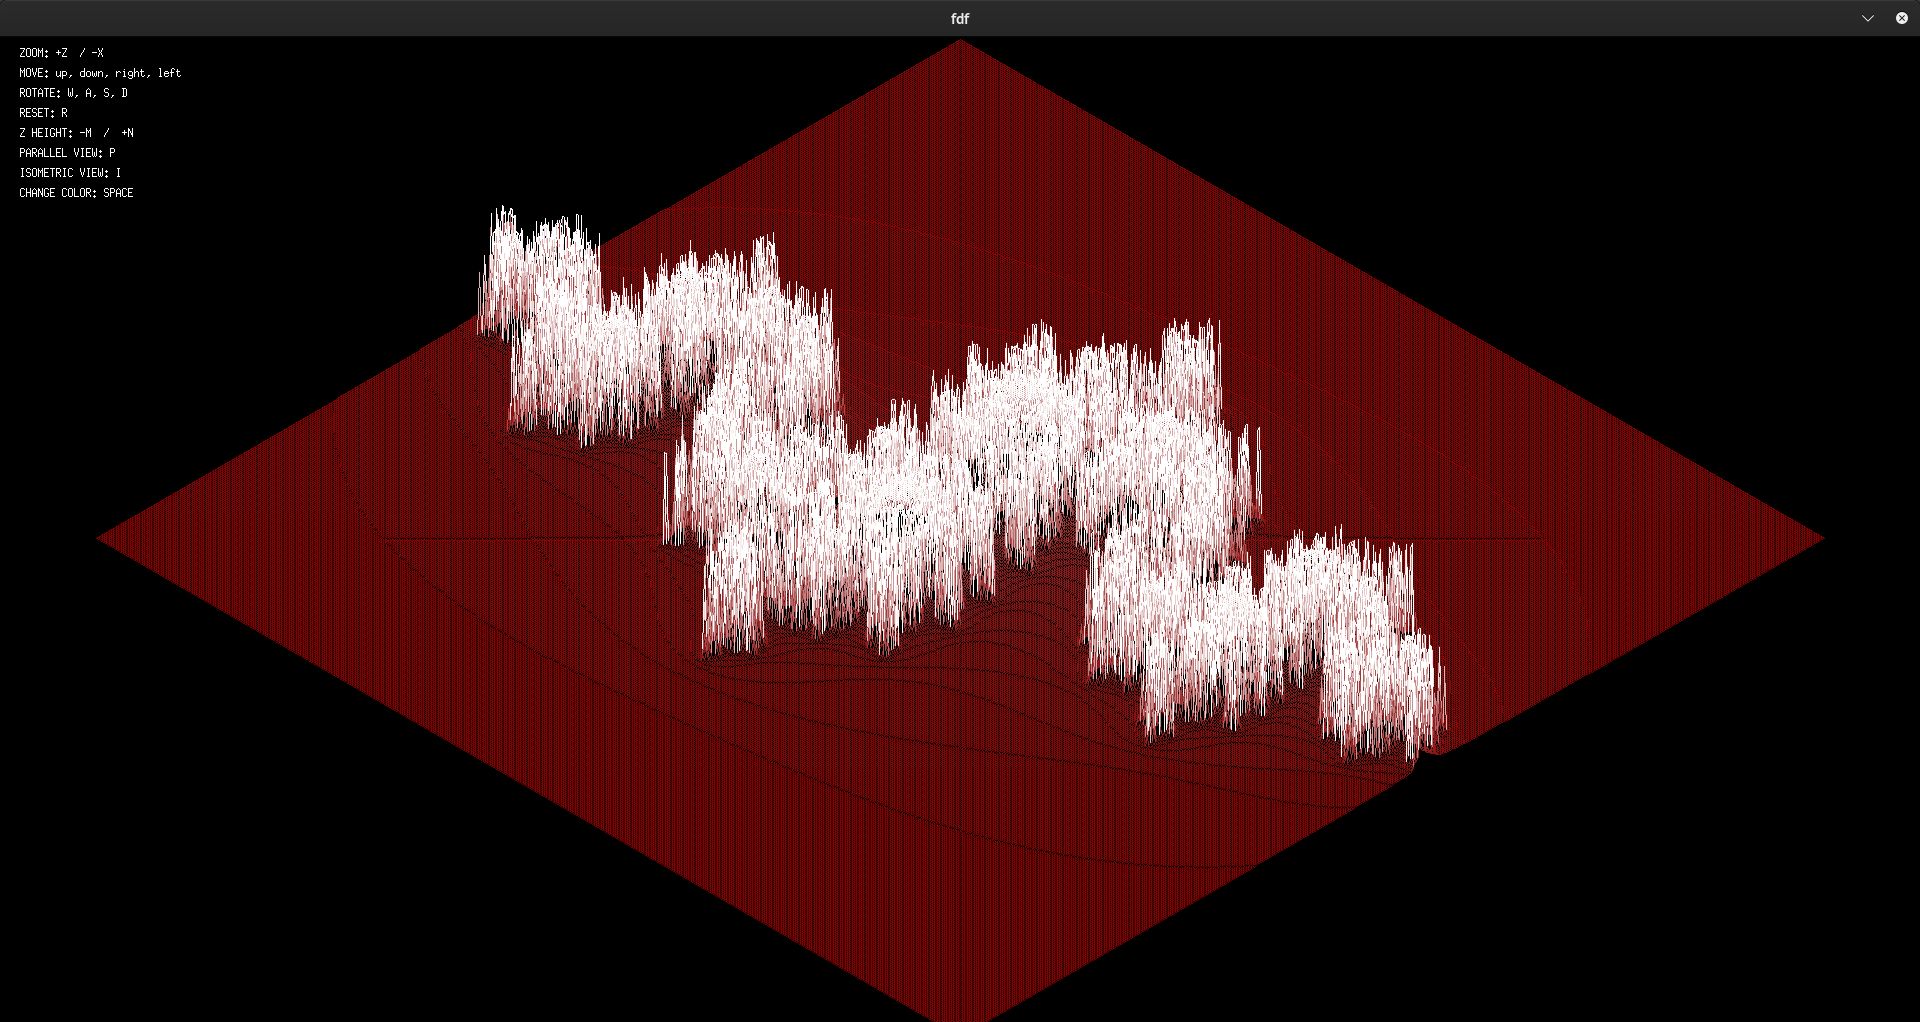 fdf
ZOOM: +Z / -X
MOVE: up, down, right, left
ROTATE: W, A, S, D
RESET: R
Z HEIGHT: -M / +N
PARALLEL VIEW: P
ISOMETRIC VIEW: I
CHANGE COLOR: SPACE